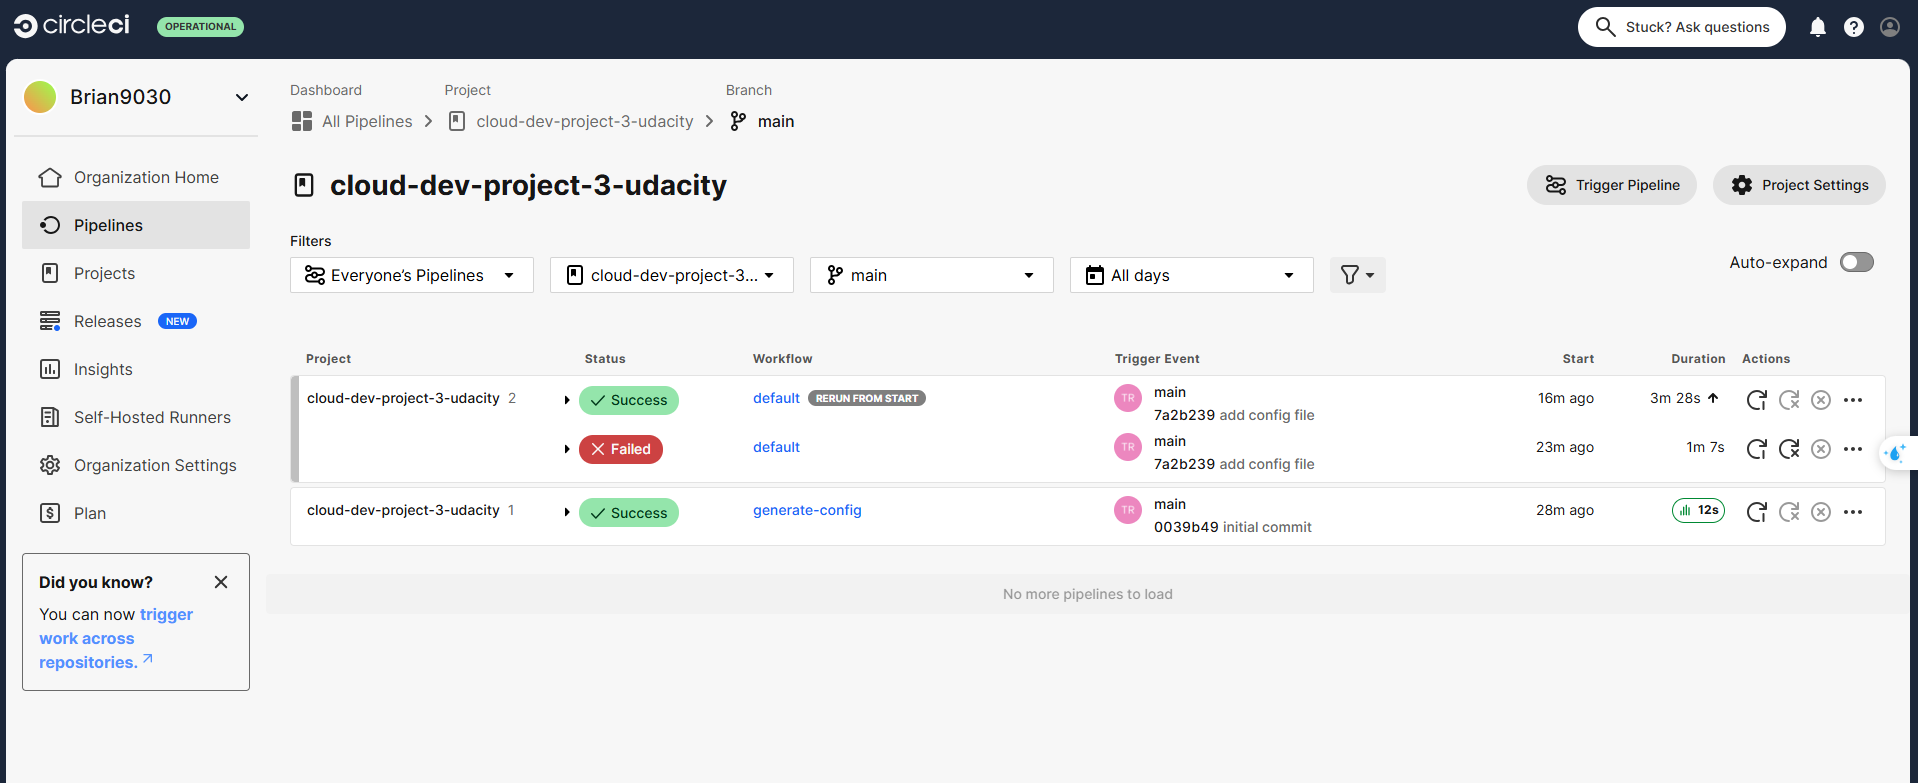 circleci OPERATIONAL Stuck? Ask questions
Brian9030
Organization Home
Pipelines
Projects
Releases NEW
Insights
Self-Hosted Runners
Organization Settings
Plan
Did you know?
You can now trigger
work across
repositories.
Dashboard Project Branch
All Pipelines cloud-dev-project-3-udacity main
cloud-dev-project-3-udacity Trigger Pipeline Project Settings
Filters
Everyone's Pipelines cloud-dev-project-3... main All days Auto-expand
Project Status Workflow Trigger Event Start Duration Actions
cloud-dev-project-3-udacity 2 Success default RERUN FROM START TR main 16m ago 3m 28s
7a2b239 add config file
Failed default TR main 23m ago 1m 7s
7a2b239 add config file
cloud-dev-project-3-udacity 1 Success generate-config TR main 28m ago 12s
0039b49 initial commit
No more pipelines to load